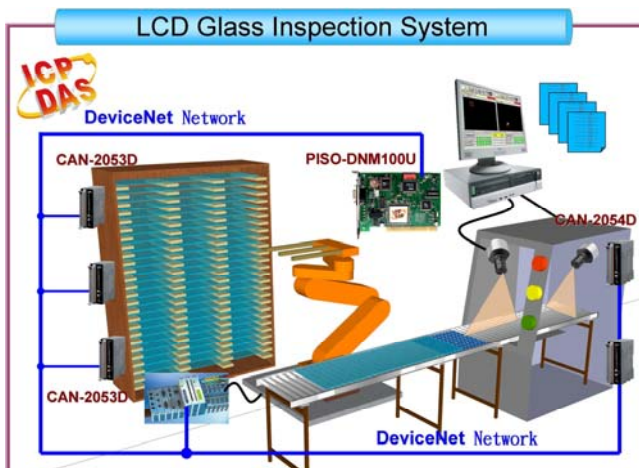 LCD Glass Inspection System
ICP
DAS
DeviceNet Network
CAN-2053D
PISO-DNM100U
CAN-2054D
CAN-2053D
DeviceNet Network